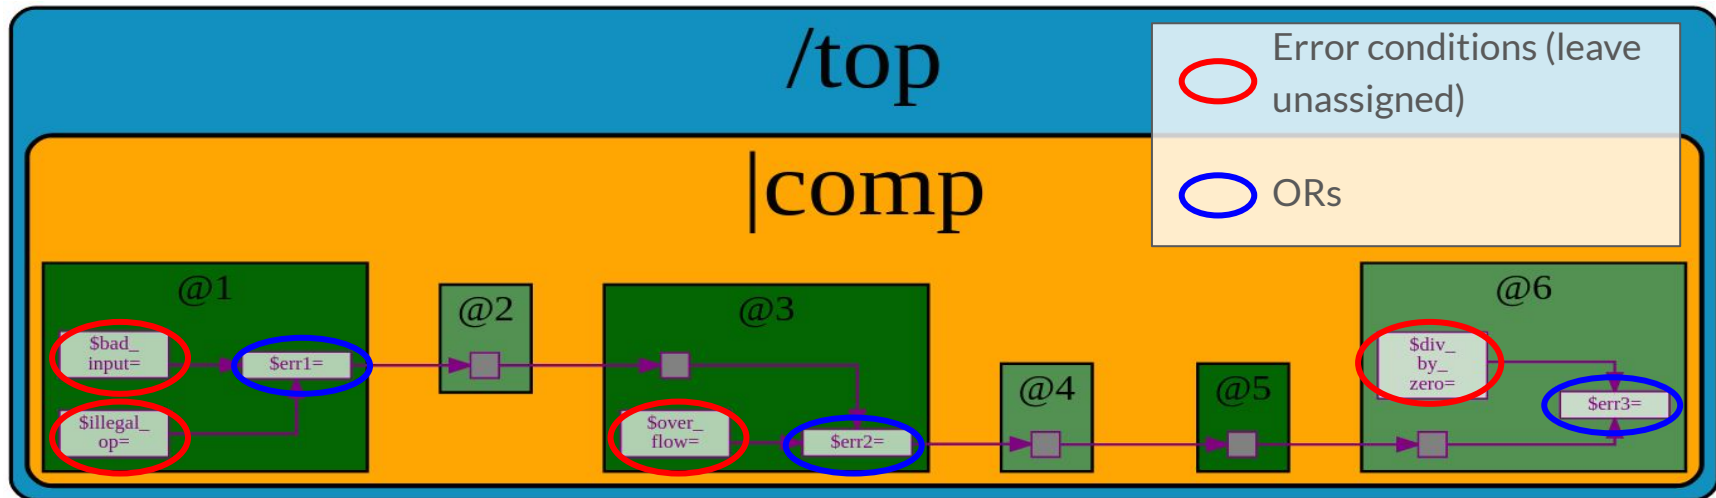 /top
Error conditions (leave
unassigned)
|comp
ORs
@1
@2
@3
@4
@5
@6
$bad_
input=
$err1=
$illegal_
op=
$over_
flow=
$err2=
$div_
by_
zero=
$err3=